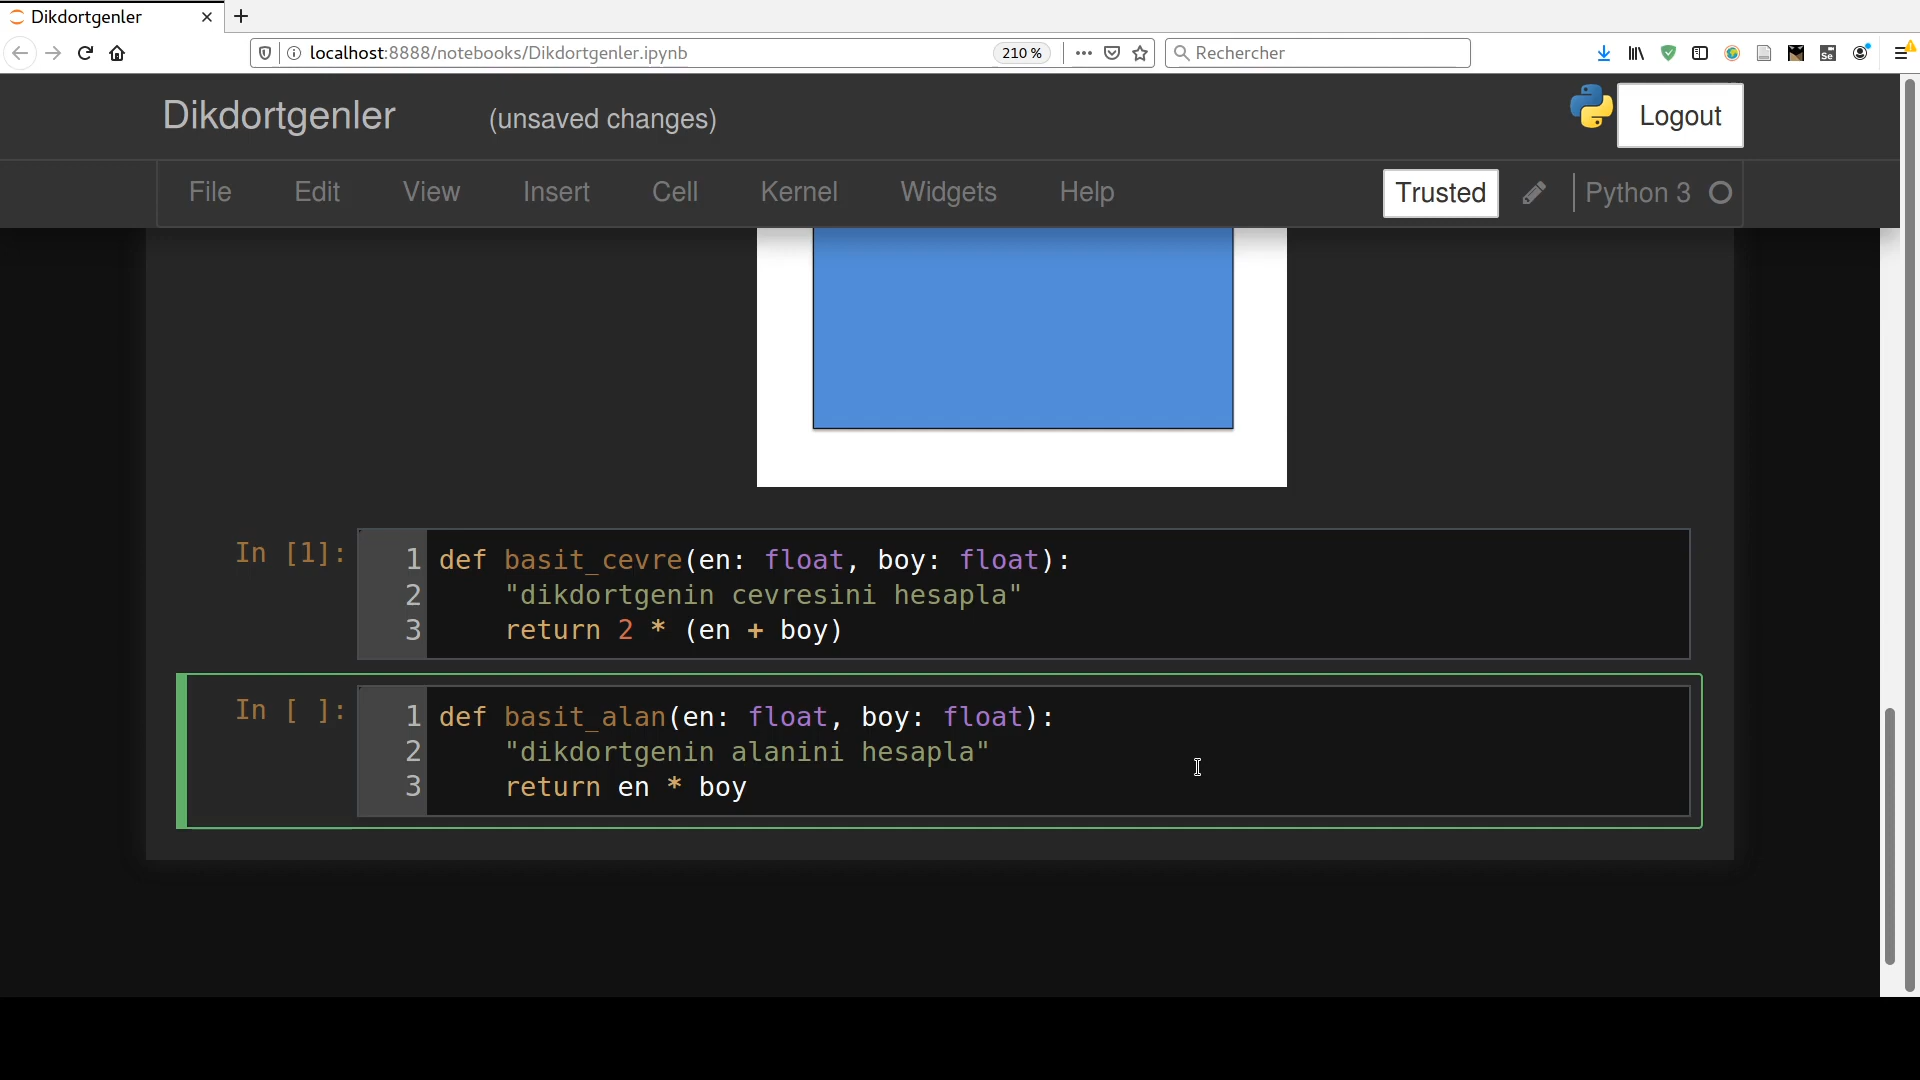 Dikdortgenler
localhost:8888/notebooks/Dikdortgenler.ipynb 210 % Rechercher
Dikdortgenler (unsaved changes) Logout
File Edit View Insert Cell Kernel Widgets Help Trusted Python 3
In [1]:
1 def basit_cevre(en: float, boy: float):
2 "dikdortgenin cevresini hesapla"
3 return 2 * (en + boy)
In [ ]:
1 def basit_alan(en: float, boy: float):
2 "dikdortgenin alanini hesapla"
3 return en * boy